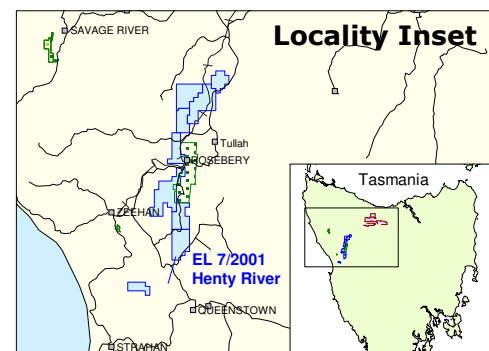 Locality Inset
SAVAGE RIVER
Tullah
ROSEBERY
Tasmania
ZEEHAN
EL 7/2001
Henty River
QUEENSTOWN
STRAHAN